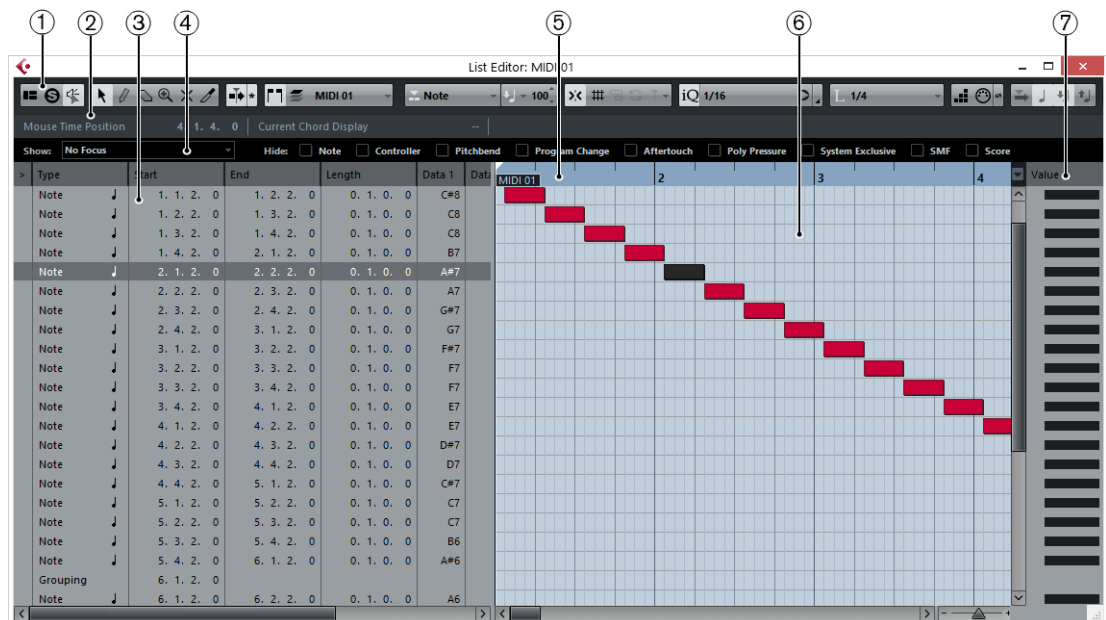 1 2 3 4 5 6 7
List Editor: MIDI 01
MIDI 01 Note 100 iQ 1/16 L 1/4
Mouse Time Position 4. 1. 4. 0 Current Chord Display --
Show: No Focus Hide: Note Controller Pitchbend Program Change Aftertouch Poly Pressure System Exclusive SMF Score
> Type Start End Length Data 1 Data 2 3 4 Value
MIDI 01
Note 1. 1. 2. 0 1. 2. 2. 0 0. 1. 0. 0 C#8
Note 1. 2. 2. 0 1. 3. 2. 0 0. 1. 0. 0 C8
Note 1. 3. 2. 0 1. 4. 2. 0 0. 1. 0. 0 C8
Note 1. 4. 2. 0 2. 1. 2. 0 0. 1. 0. 0 B7
Note 2. 1. 2. 0 2. 2. 2. 0 0. 1. 0. 0 A#7
Note 2. 2. 2. 0 2. 3. 2. 0 0. 1. 0. 0 A7
Note 2. 3. 2. 0 2. 4. 2. 0 0. 1. 0. 0 G#7
Note 2. 4. 2. 0 3. 1. 2. 0 0. 1. 0. 0 G7
Note 3. 1. 2. 0 3. 2. 2. 0 0. 1. 0. 0 F#7
Note 3. 2. 2. 0 3. 3. 2. 0 0. 1. 0. 0 F7
Note 3. 3. 2. 0 3. 4. 2. 0 0. 1. 0. 0 F7
Note 3. 4. 2. 0 4. 1. 2. 0 0. 1. 0. 0 E7
Note 4. 1. 2. 0 4. 2. 2. 0 0. 1. 0. 0 E7
Note 4. 2. 2. 0 4. 3. 2. 0 0. 1. 0. 0 D#7
Note 4. 3. 2. 0 4. 4. 2. 0 0. 1. 0. 0 D7
Note 4. 4. 2. 0 5. 1. 2. 0 0. 1. 0. 0 C#7
Note 5. 1. 2. 0 5. 2. 2. 0 0. 1. 0. 0 C7
Note 5. 2. 2. 0 5. 3. 2. 0 0. 1. 0. 0 C7
Note 5. 3. 2. 0 5. 4. 2. 0 0. 1. 0. 0 B6
Note 5. 4. 2. 0 6. 1. 2. 0 0. 1. 0. 0 A#6
Grouping 6. 1. 2. 0
Note 6. 1. 2. 0 6. 2. 2. 0 0. 1. 0. 0 A6